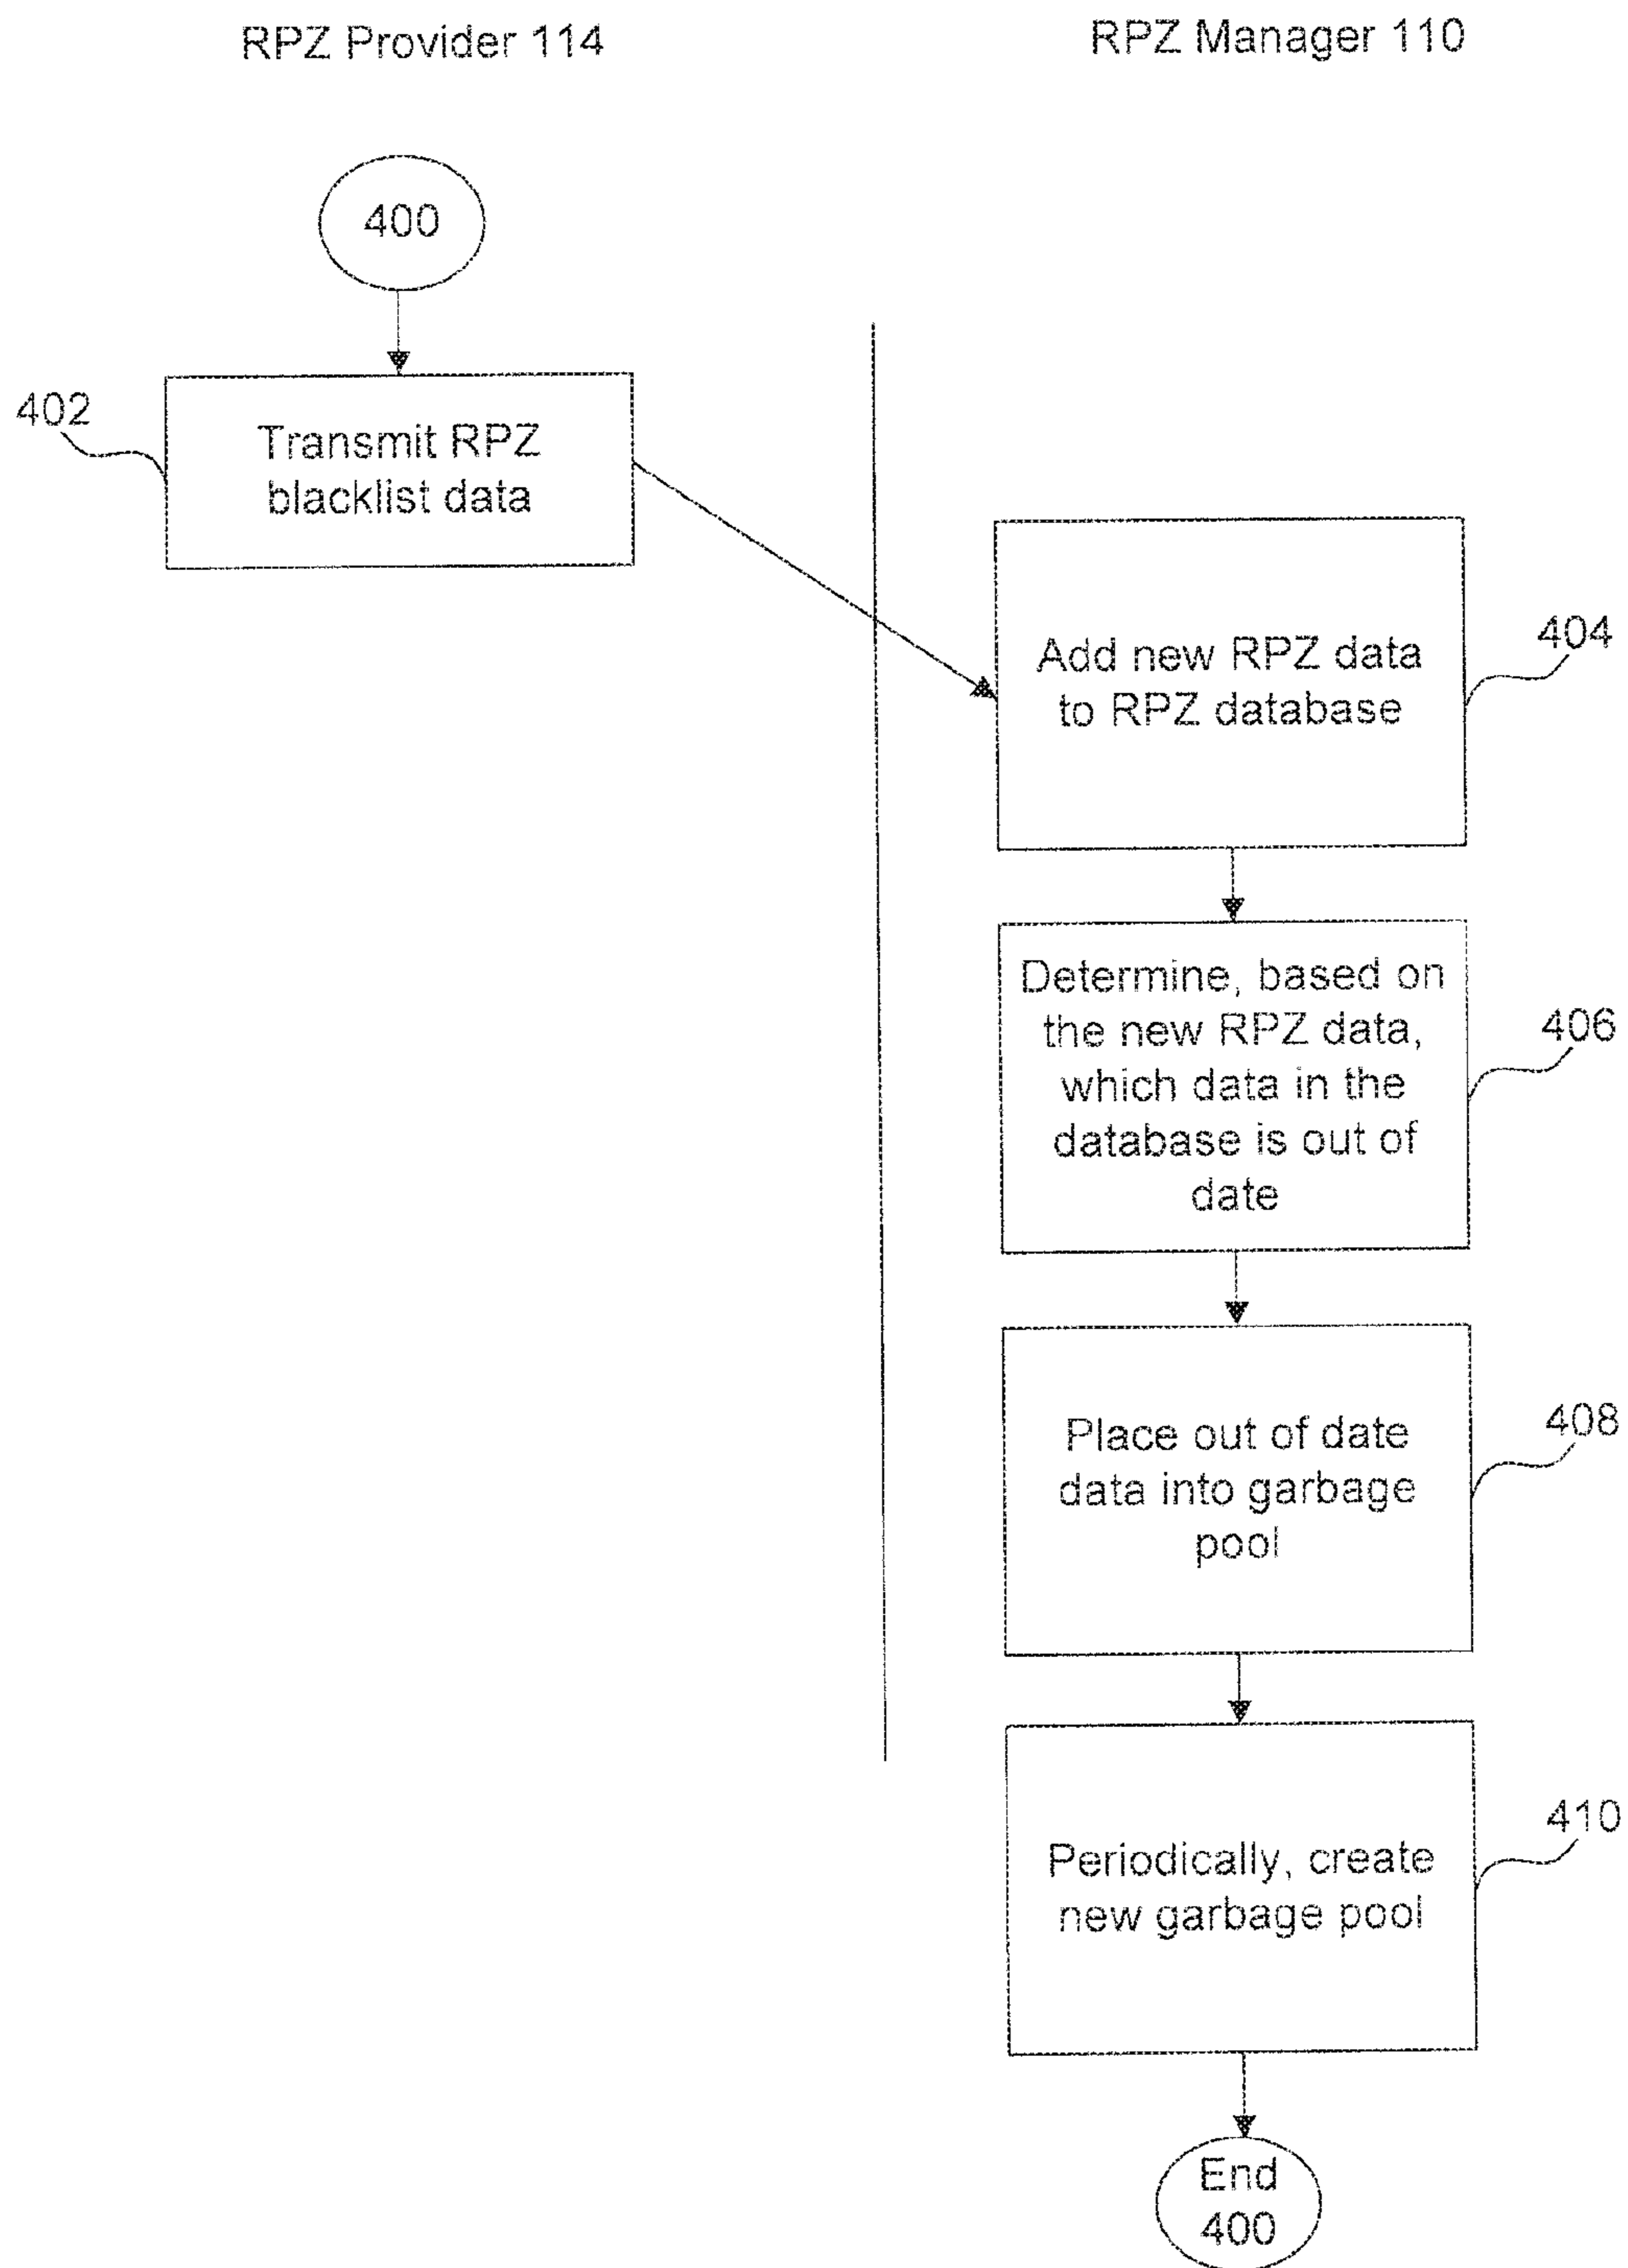 RPZ Provider 114
RPZ Manager 110
400
402
Transmit RPZ
blacklist data
Add new RPZ data
to RPZ database
404
Determine, based on
the new RPZ data,
which data in the
database is out of
date
406
Place out of date
data into garbage
pool
408
Periodically, create
new garbage pool
410
End
400